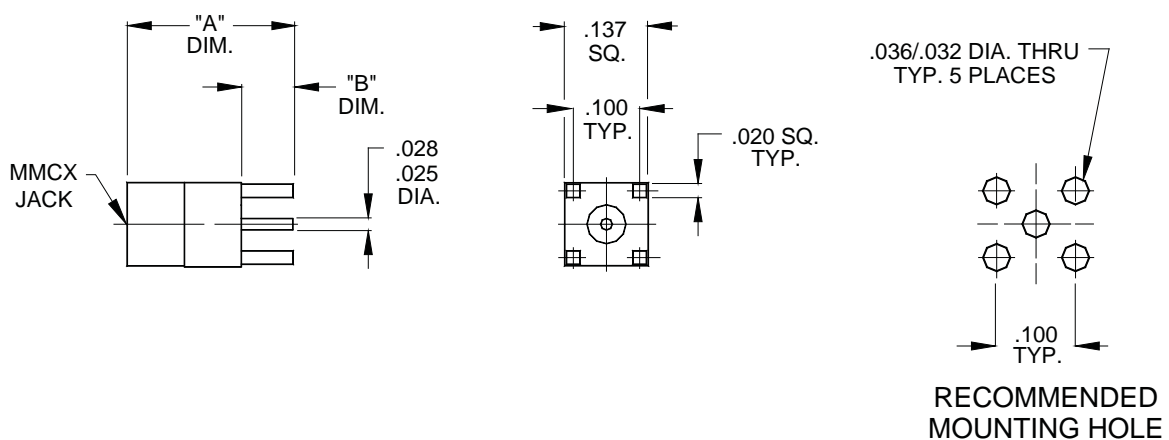 "A"
DIM.
"B"
DIM.
.028
.025
DIA.
MMCX
JACK
.137
SQ.
.100
TYP.
.020 SQ.
TYP.
.036/.032 DIA. THRU
TYP. 5 PLACES
.100
TYP.
RECOMMENDED
MOUNTING HOLE